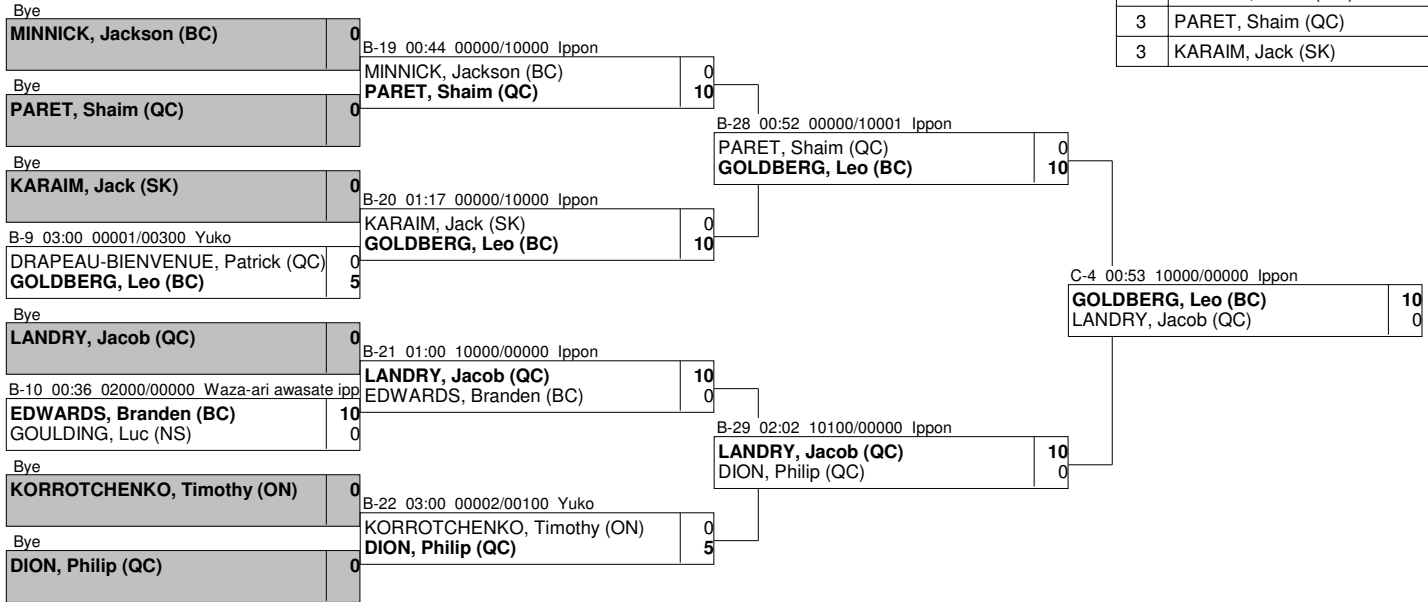 3 PARET, Shaim (QC)
3 KARAIM, Jack (SK)
Bye
MINNICK, Jackson (BC) 0
Bye
PARET, Shaim (QC) 0
Bye
KARAIM, Jack (SK) 0
B-9 03:00 00001/00300 Yuko
DRAPEAU-BIENVENUE, Patrick (QC) 0
GOLDBERG, Leo (BC) 5
Bye
LANDRY, Jacob (QC) 0
B-10 00:36 02000/00000 Waza-ari awasate ipp
EDWARDS, Branden (BC) 10
GOULDING, Luc (NS) 0
Bye
KORROTCHENKO, Timothy (ON) 0
Bye
DION, Philip (QC) 0
B-19 00:44 00000/10000 Ippon
MINNICK, Jackson (BC) 0
PARET, Shaim (QC) 10
B-20 01:17 00000/10000 Ippon
KARAIM, Jack (SK) 0
GOLDBERG, Leo (BC) 10
B-21 01:00 10000/00000 Ippon
LANDRY, Jacob (QC) 10
EDWARDS, Branden (BC) 0
B-22 03:00 00002/00100 Yuko
KORROTCHENKO, Timothy (ON) 0
DION, Philip (QC) 5
B-28 00:52 00000/10001 Ippon
PARET, Shaim (QC) 0
GOLDBERG, Leo (BC) 10
B-29 02:02 10100/00000 Ippon
LANDRY, Jacob (QC) 10
DION, Philip (QC) 0
C-4 00:53 10000/00000 Ippon
GOLDBERG, Leo (BC) 10
LANDRY, Jacob (QC) 0